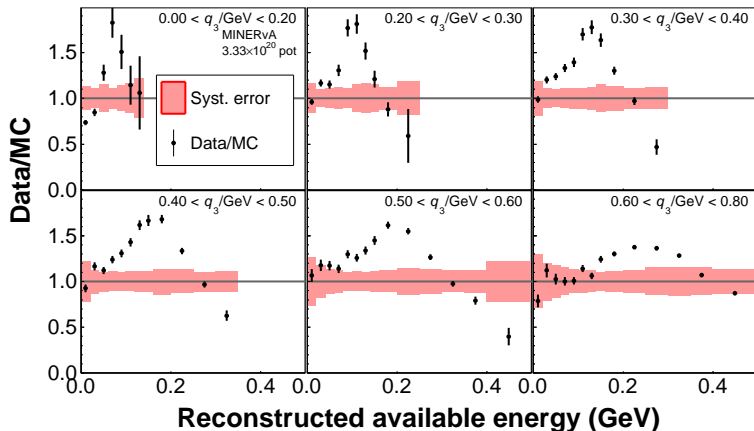 0.00 < q3/GeV < 0.20
MINERvA
3.33×10^20 pot
Syst. error
Data/MC
0.20 < q3/GeV < 0.30
0.30 < q3/GeV < 0.40
1.5
1.0
0.5
0.0
Data/MC
0.40 < q3/GeV < 0.50
0.50 < q3/GeV < 0.60
0.60 < q3/GeV < 0.80
1.5
1.0
0.5
0.0
0.0 0.2 0.4 0.0 0.2 0.4 0.0 0.2 0.4
Reconstructed available energy (GeV)